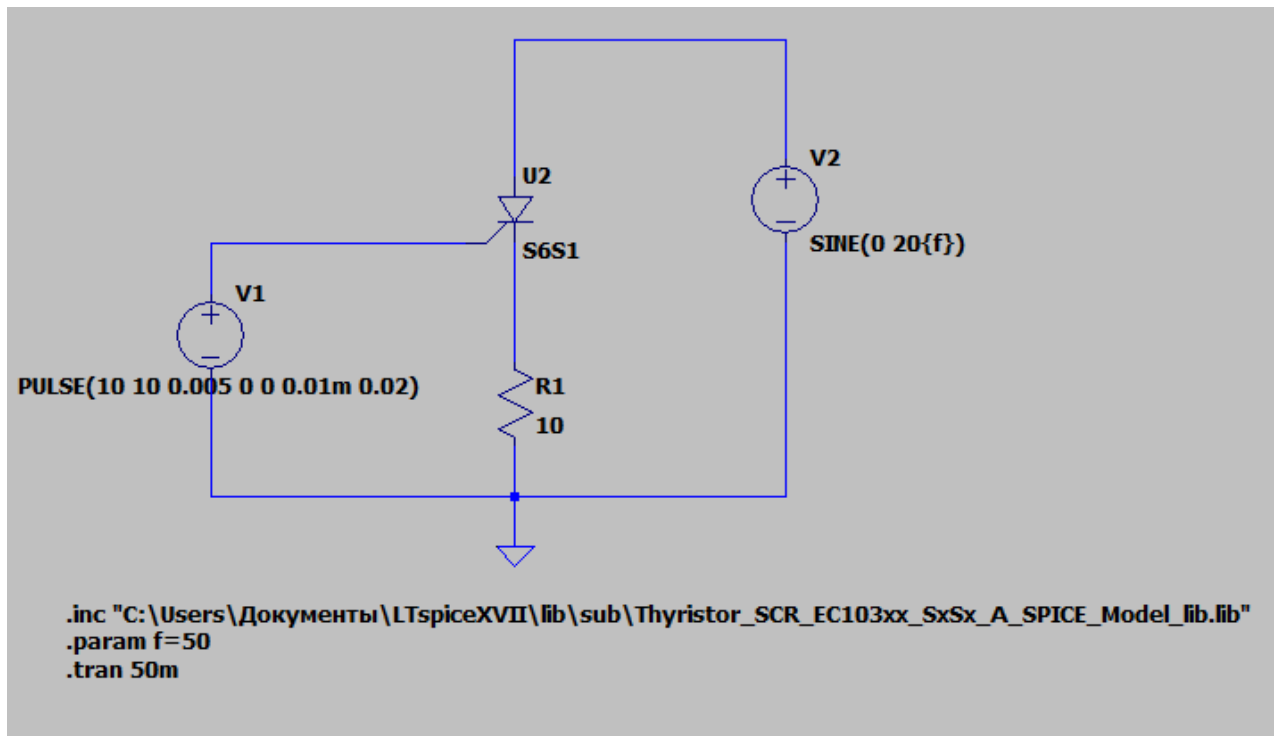 V2
U2
SINE(0 20{f})
S6S1
V1
PULSE(10 10 0.005 0 0 0.01m 0.02)
R1
10
.inc "C:\Users\Документы\LTspiceXVII\lib\sub\Thyristor_SCR_EC103xx_SxSx_A_SPICE_Model_lib.lib"
.param f=50
.tran 50m